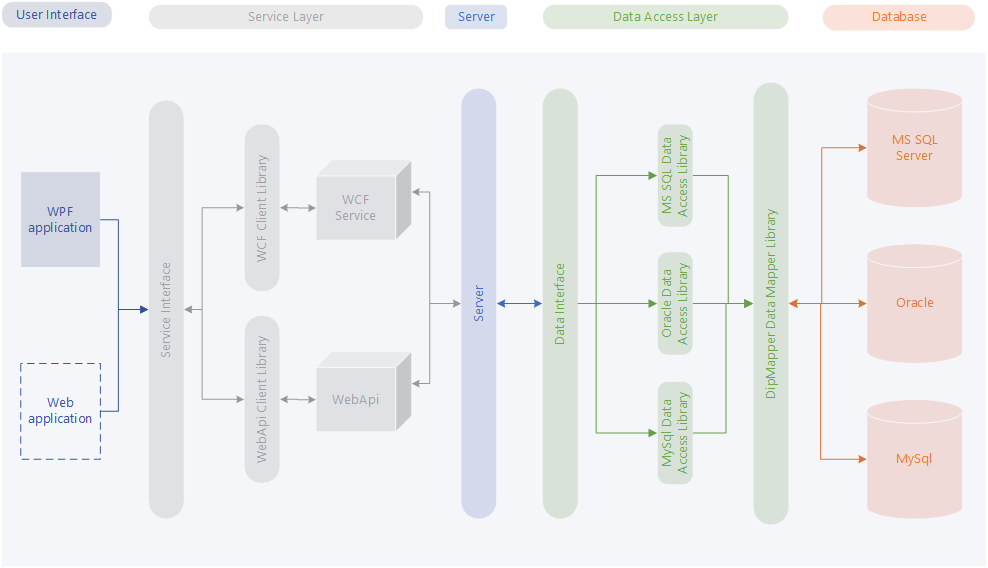 User Interface
Service Layer
Server
Data Access Layer
Database
WPF
application
Web
application
Service Interface
WCF Client Library
WebApi Client Library
WCF
Service
WebApi
Server
Data Interface
MS SQL Data
Access Library
Oracle Data
Access Library
MySql Data
Access Library
DipMapper Data Mapper Library
MS SQL
Server
Oracle
MySql